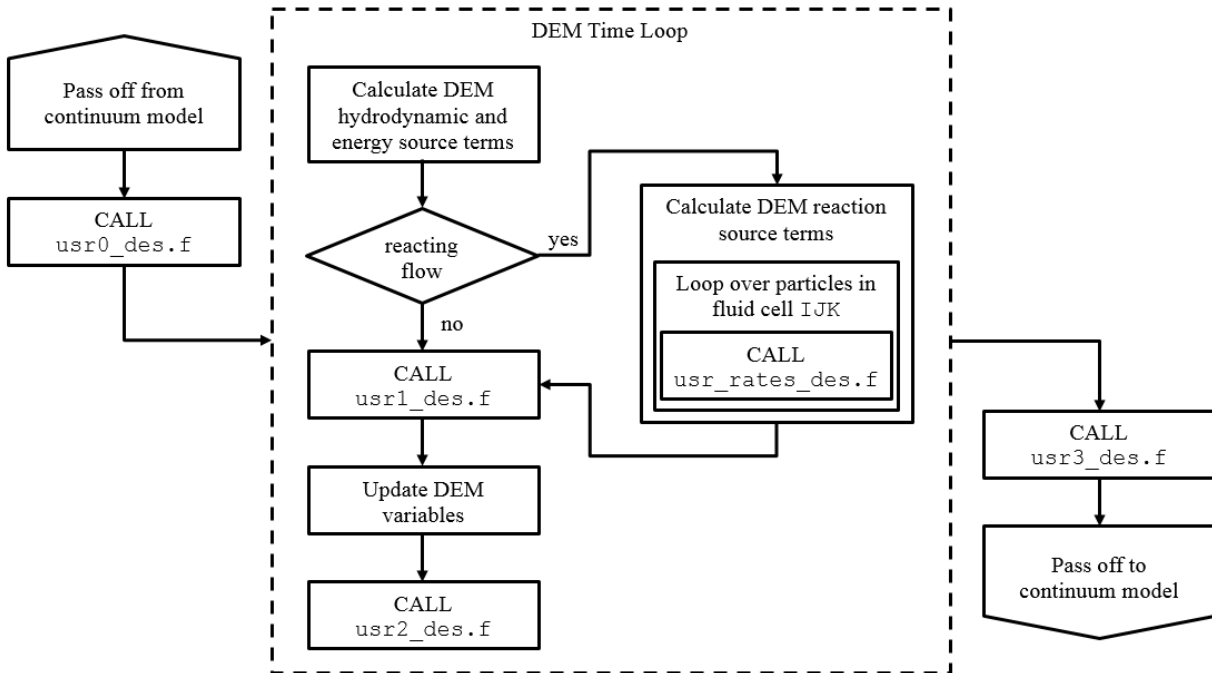 Pass off from
continuum model
CALL
usr0_des.f
DEM Time Loop
Calculate DEM
hydrodynamic and
energy source terms
reacting
flow
yes
no
Calculate DEM reaction
source terms
Loop over particles in
fluid cell IJK
CALL
usr_rates_des.f
CALL
usr1_des.f
Update DEM
variables
CALL
usr2_des.f
CALL
usr3_des.f
Pass off to
continuum model